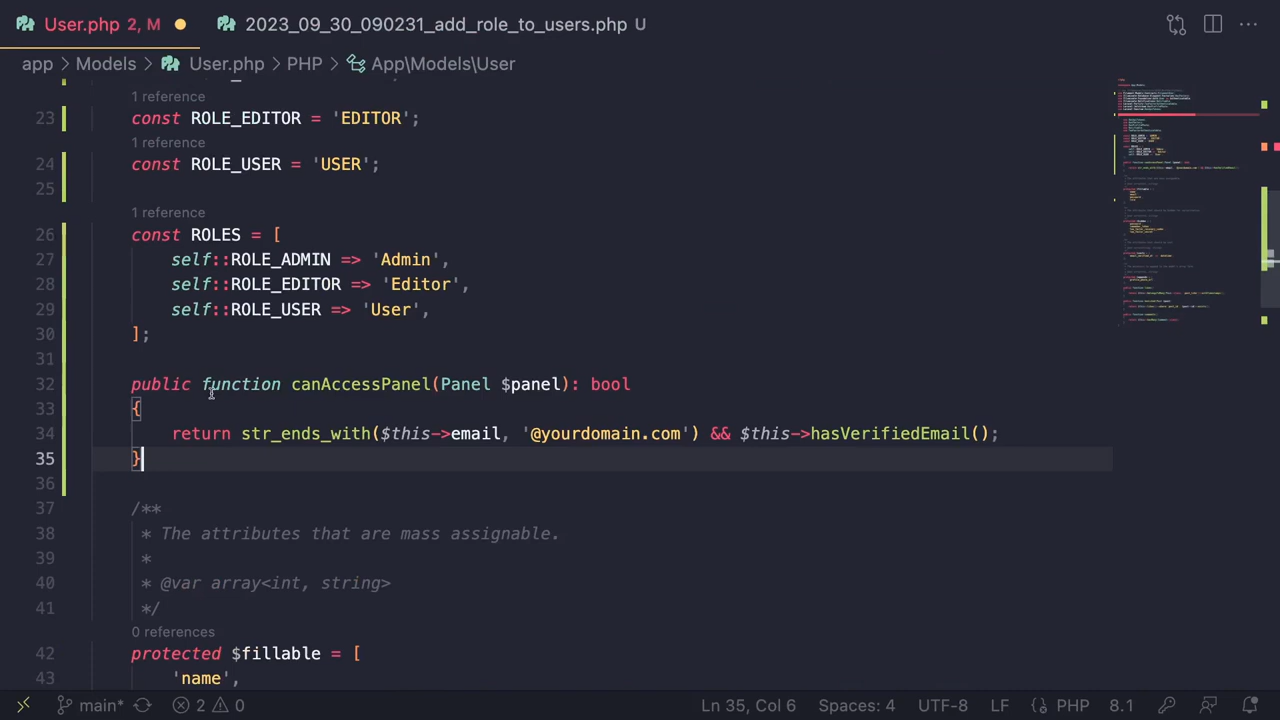 User.php 2, M
2023_09_30_090231_add_role_to_users.php U
app > Models > User.php > PHP > App\Models\User
1 reference
23 const ROLE_EDITOR = 'EDITOR';
1 reference
24 const ROLE_USER = 'USER';
25
1 reference
26 const ROLES = [
27 self::ROLE_ADMIN => 'Admin',
28 self::ROLE_EDITOR => 'Editor',
29 self::ROLE_USER => 'User',
30 ];
31
32 public function canAccessPanel(Panel $panel): bool
33 {
34 return str_ends_with($this->email, '@yourdomain.com') && $this->hasVerifiedEmail();
35 }
36
37 /**
38 * The attributes that are mass assignable.
39 *
40 * @var array<int, string>
41 */
0 references
42 protected $fillable = [
43 'name',
main* 2 0 Ln 35, Col 6 Spaces: 4 UTF-8 LF PHP 8.1